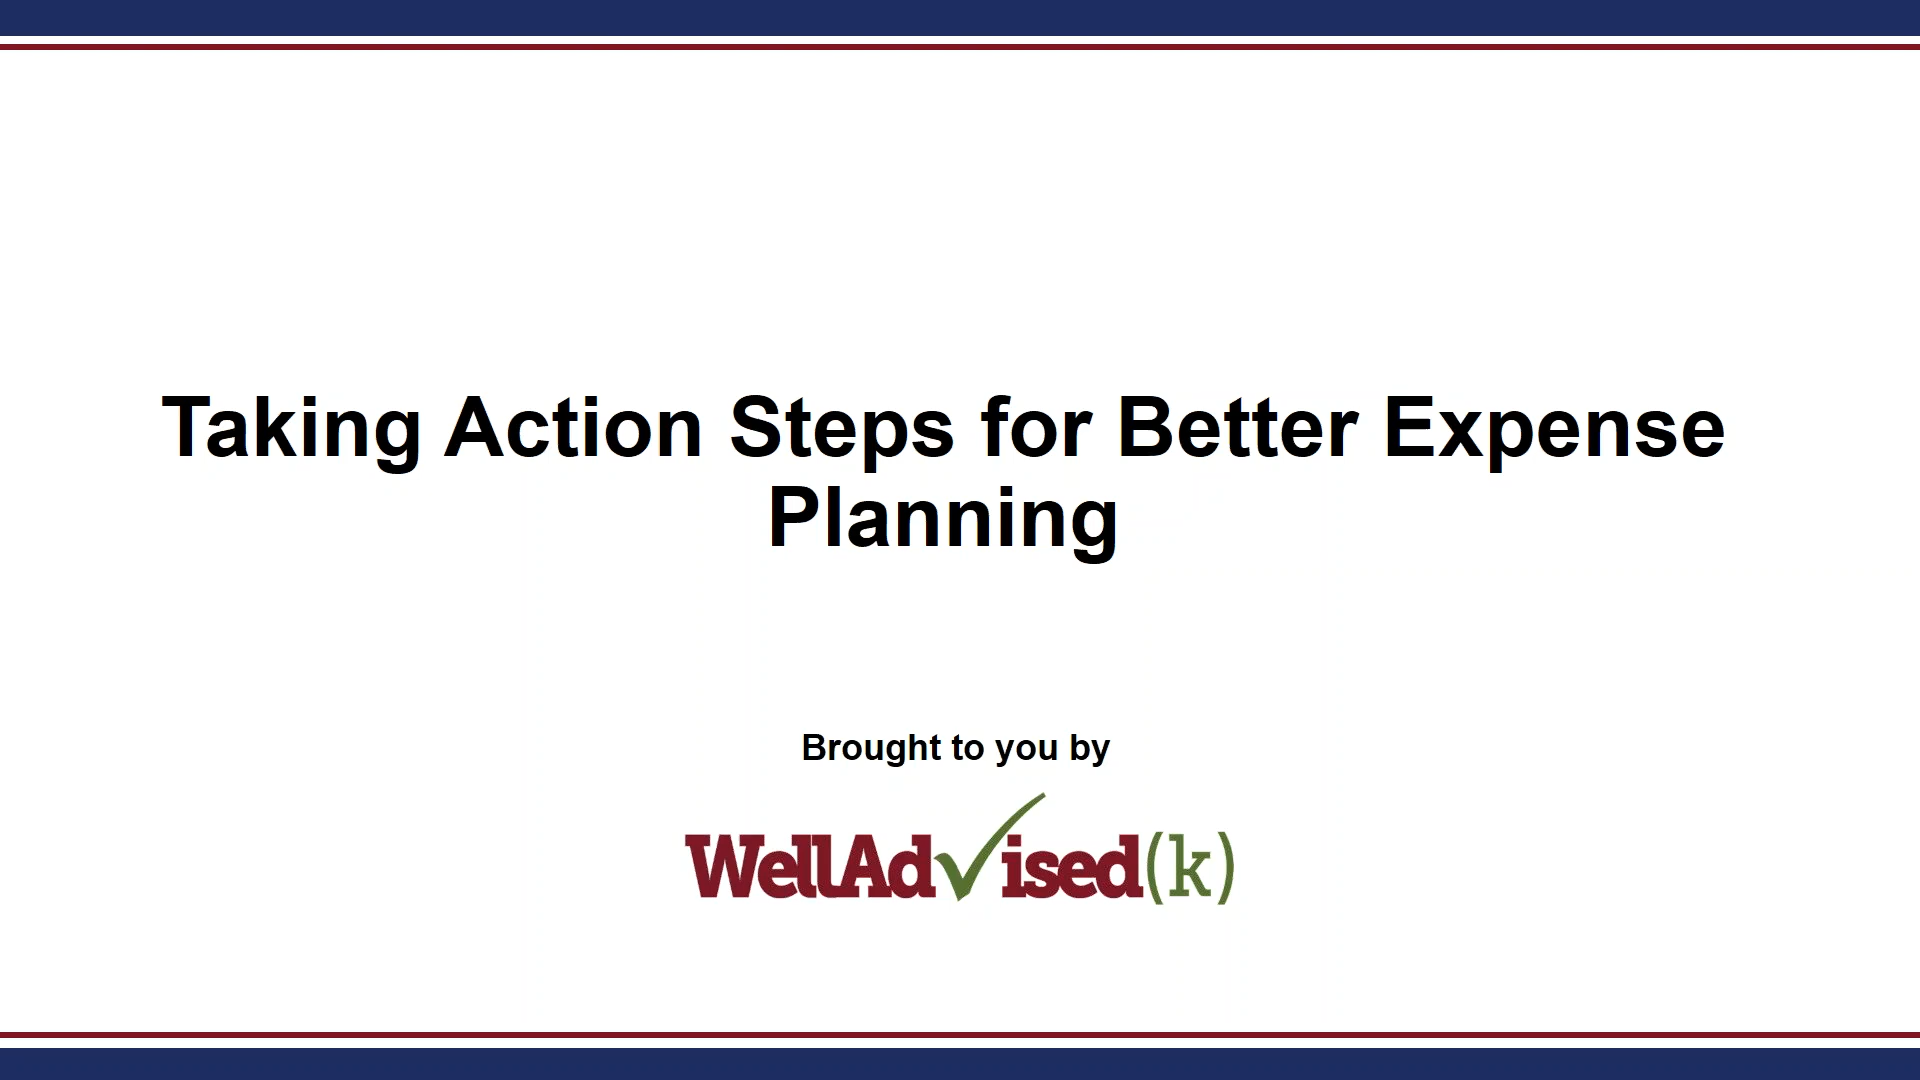 Taking Action Steps for Better Expense
Planning
Brought to you by
WellAdvised(k)